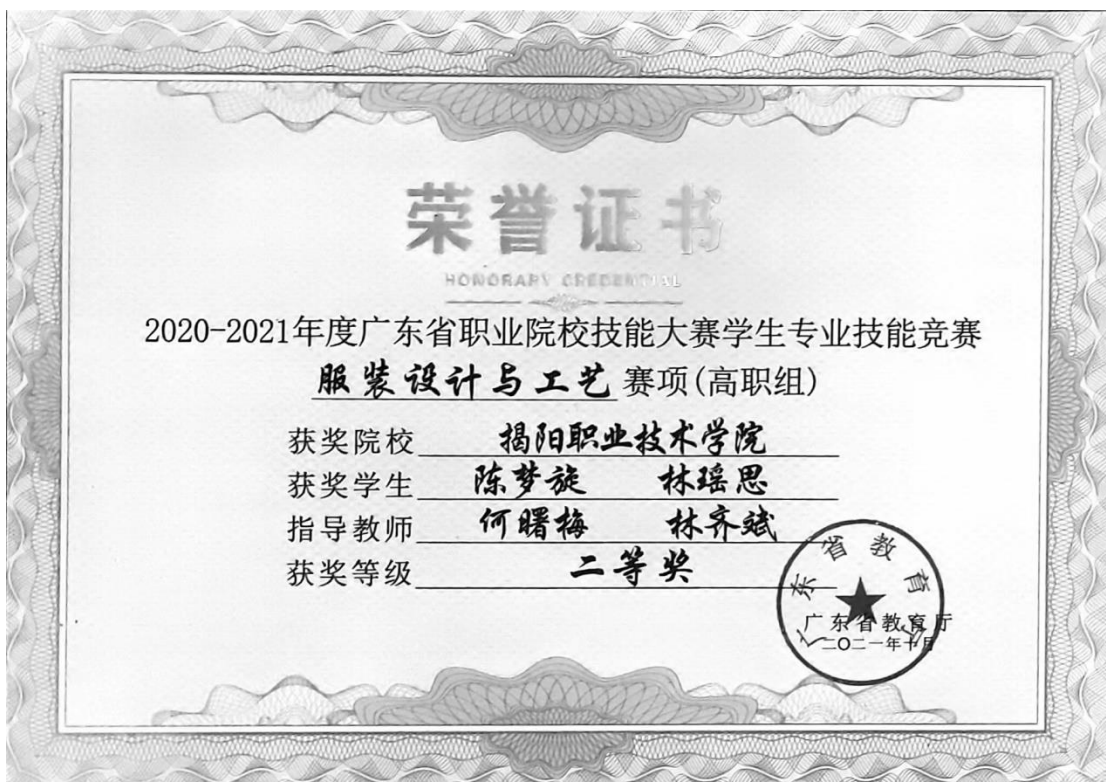 荣誉证书
HONORARY CREDENTIAL
2020-2021年度广东省职业院校技能大赛学生专业技能竞赛
服装设计与工艺 赛项(高职组)
获奖院校 揭阳职业技术学院
获奖学生 陈梦旋 林瑶思
指导教师 何曙梅 林齐斌
获奖等级 二等奖
广东省教育厅
广东省教育厅
二〇二一年十月